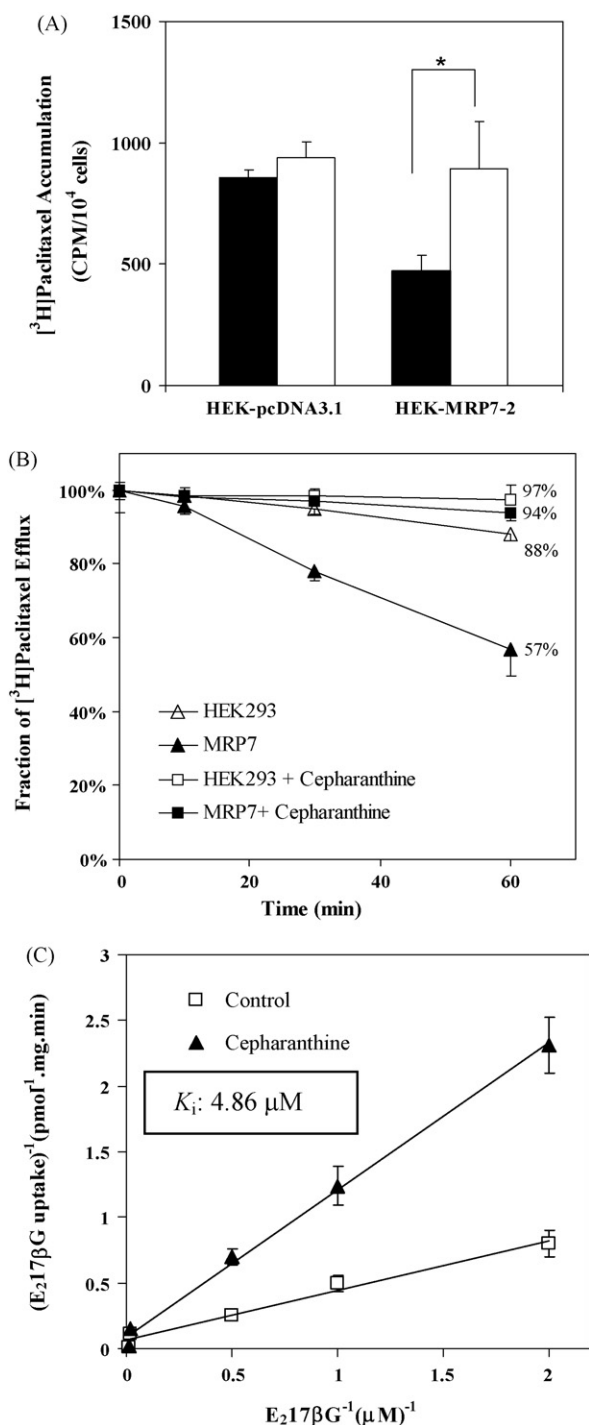 (A)
[³H]Paclitaxel Accumulation
(CPM/10⁴ cells)
1500
1000
500
0
*
HEK-pcDNA3.1 HEK-MRP7-2
(B)
Fraction of [³H]Paclitaxel Efflux
100%
80%
60%
40%
20%
0%
97%
94%
88%
57%
HEK293
MRP7
HEK293 + Cepharanthine
MRP7+ Cepharanthine
0 20 40 60
Time (min)
(C)
(E₂17βG uptake)⁻¹(pmol¹.mg.min)
3
2.5
2
1.5
1
0.5
0
Control
Cepharanthine
Kᵢ: 4.86 μM
0 0.5 1 1.5 2
E₂17βG⁻¹(μM)⁻¹